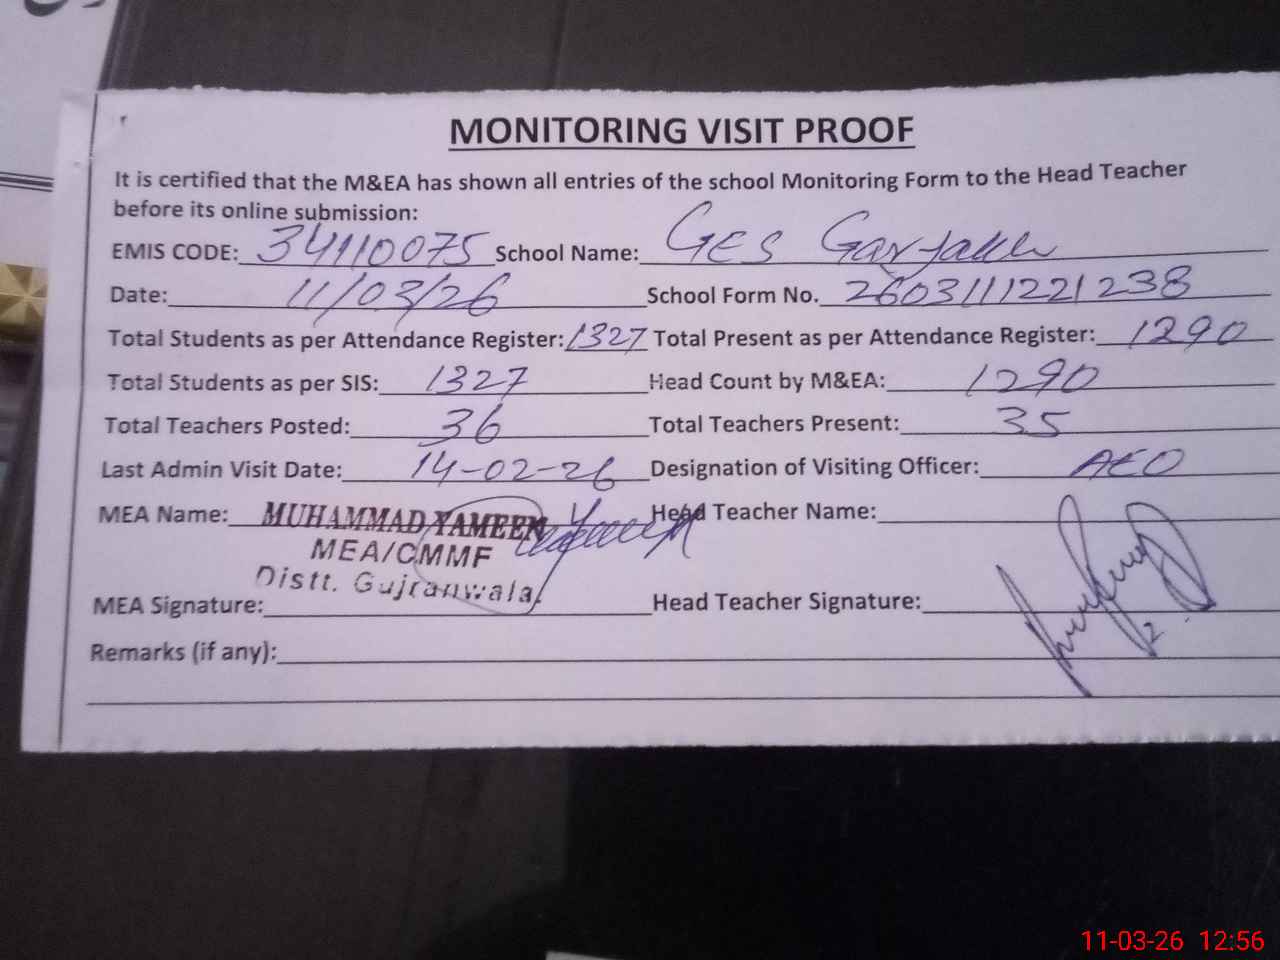 MONITORING VISIT PROOF
It is certified that the M&EA has shown all entries of the school Monitoring Form to the Head Teacher
before its online submission:
EMIS CODE: 34110075 School Name: GES Garjakh
Date: 11/03/26 School Form No. 2603111221238
Total Students as per Attendance Register: 1327 Total Present as per Attendance Register: 1290
Total Students as per SIS: 1327 Head Count by M&EA: 1290
Total Teachers Posted: 36 Total Teachers Present: 35
Last Admin Visit Date: 14-02-26 Designation of Visiting Officer: AEO
MEA Name: MUHAMMAD YAMEEN Head Teacher Name:
MEA/CMMF
Distt. Gujranwala.
MEA Signature: Head Teacher Signature:
Remarks (if any):
11-03-26 12:56